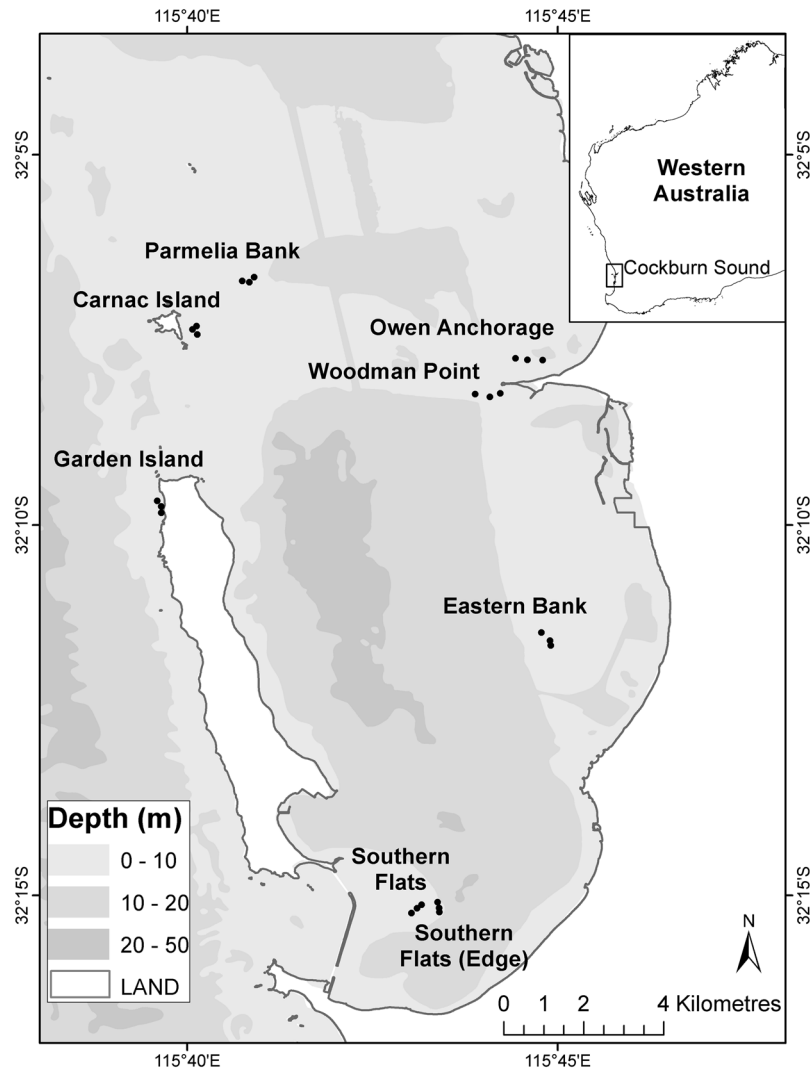 115°40'E
115°45'E
32°5'S
32°5'S
Western
Australia
Cockburn Sound
Parmelia Bank
Carnac Island
Owen Anchorage
Woodman Point
Garden Island
32°10'S
32°10'S
Eastern Bank
Depth (m)
0 - 10
10 - 20
20 - 50
LAND
Southern
Flats
Southern
Flats (Edge)
32°15'S
32°15'S
N
0 1 2 4 Kilometres
115°40'E
115°45'E